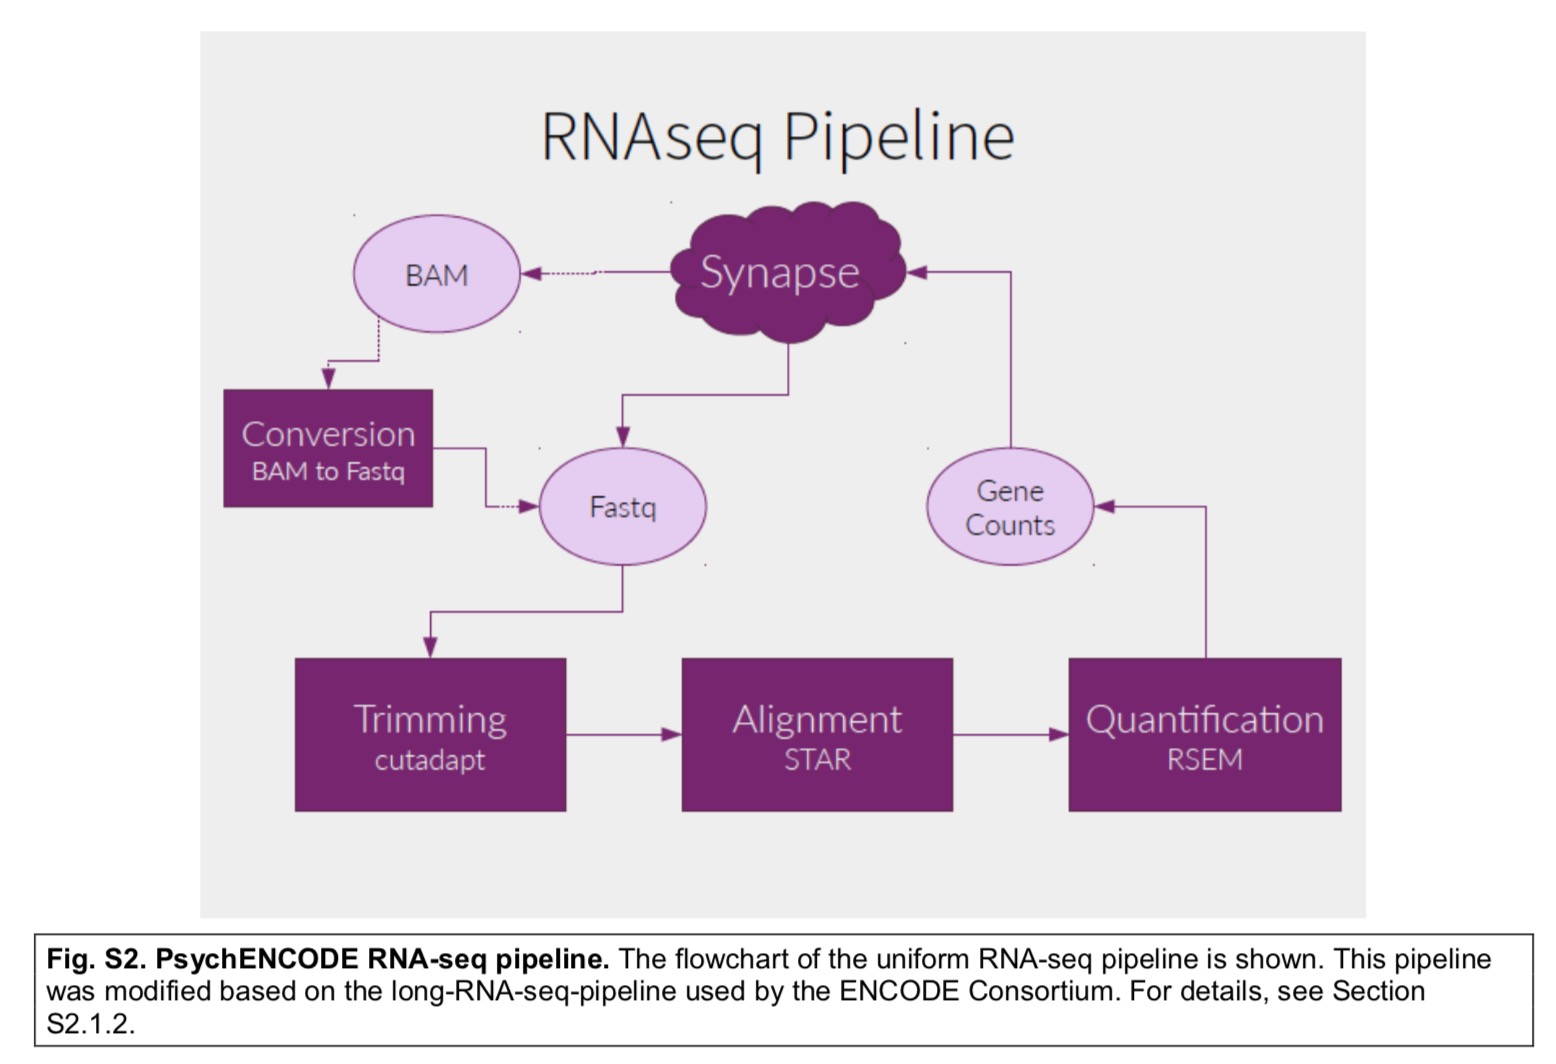 RNAseq Pipeline
BAM
Synapse
Conversion
BAM to Fastq
Fastq
Gene
Counts
Trimming
cutadapt
Alignment
STAR
Quantification
RSEM
Fig. S2. PsychENCODE RNA-seq pipeline. The flowchart of the uniform RNA-seq pipeline is shown. This pipeline
was modified based on the long-RNA-seq-pipeline used by the ENCODE Consortium. For details, see Section
S2.1.2.